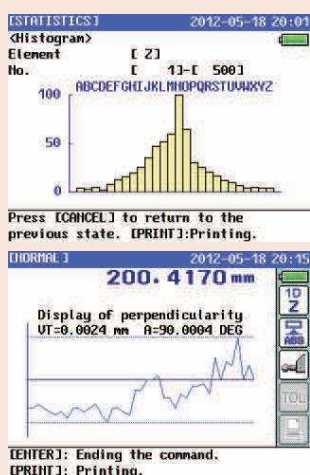 [STATISTICS] 2012-05-18 20:01
<Histogram>
Element [ Z]
No. [ 1]-[ 500]
ABCDEFGHIJKLMNOPQRSTUVWXYZ
100
50
0
Press [CANCEL] to return to the
previous state. [PRINT]:Printing.
[NORMAL] 2012-05-18 20:15
200.4170 mm
Display of perpendicularity
VT=0.0024 mm A=90.0004 DEG
1D
Z
ABS
TOL
[ENTER]: Ending the command.
[PRINT]: Printing.